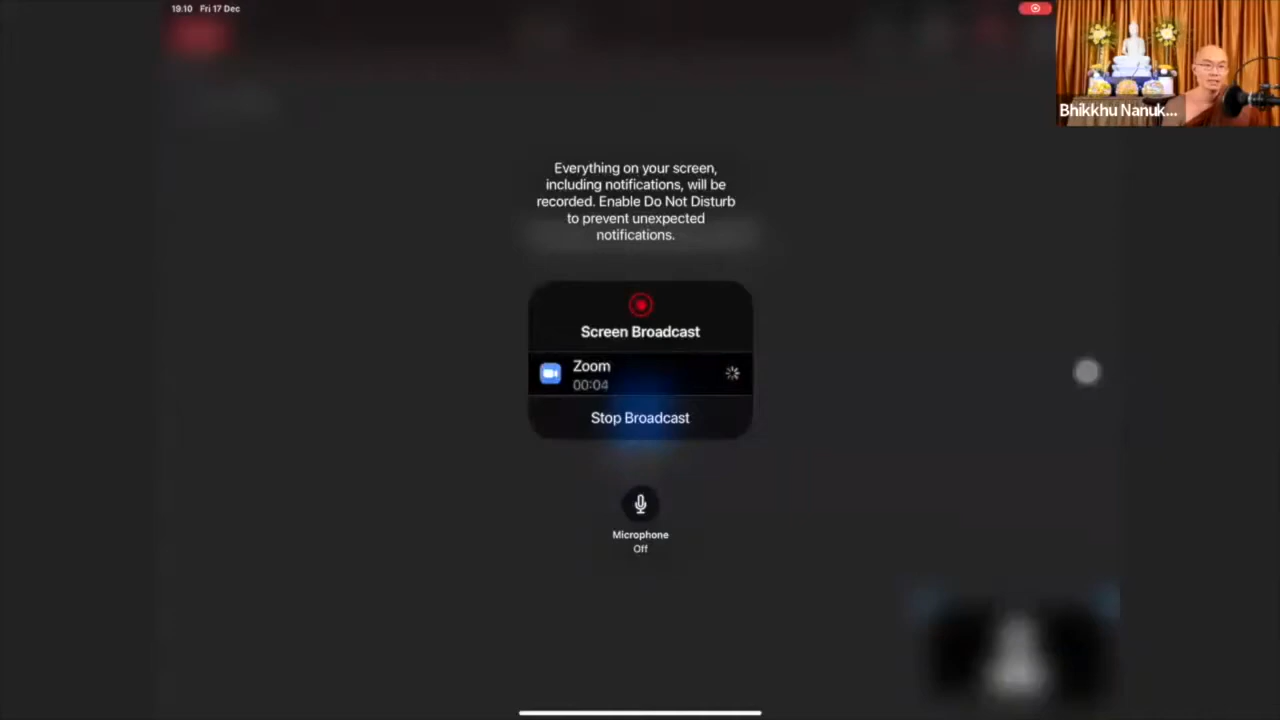 19.10 Fri 17 Dec
Bhikkhu Nanuk...
Everything on your screen,
including notifications, will be
recorded. Enable Do Not Disturb
to prevent unexpected
notifications.
Screen Broadcast
Zoom
00:04
Stop Broadcast
Microphone
Off